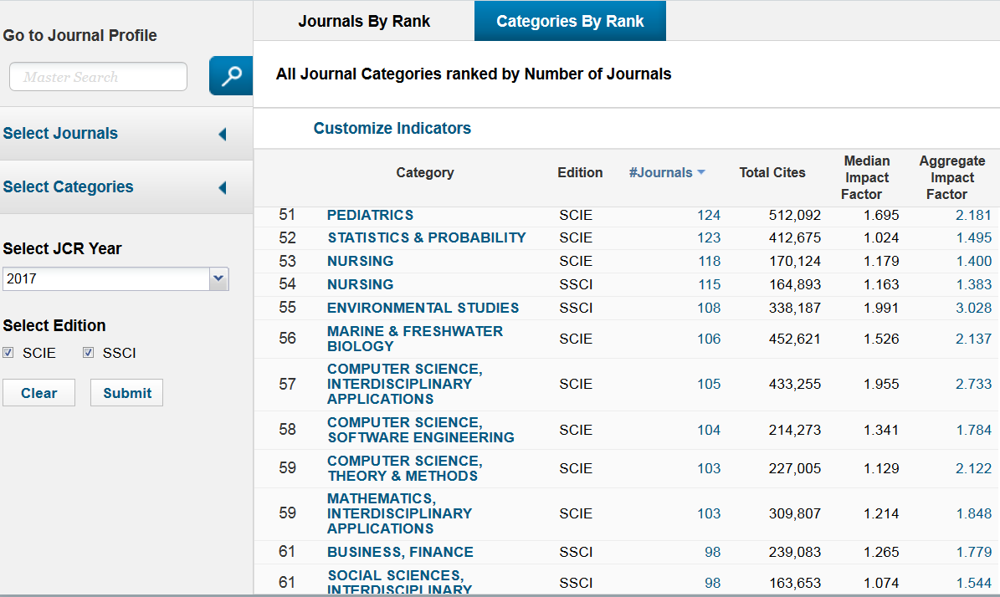 Go to Journal Profile
Master Search
Select Journals
Select Categories
Select JCR Year
2017
Select Edition
SCIE SSCI
Clear Submit
Journals By Rank Categories By Rank
All Journal Categories ranked by Number of Journals
Customize Indicators
Category Edition #Journals Total Cites Median Impact Factor Aggregate Impact Factor
51 PEDIATRICS SCIE 124 512,092 1.695 2.181
52 STATISTICS & PROBABILITY SCIE 123 412,675 1.024 1.495
53 NURSING SCIE 118 170,124 1.179 1.400
54 NURSING SSCI 115 164,893 1.163 1.383
55 ENVIRONMENTAL STUDIES SSCI 108 338,187 1.991 3.028
56 MARINE & FRESHWATER BIOLOGY SCIE 106 452,621 1.526 2.137
57 COMPUTER SCIENCE, INTERDISCIPLINARY APPLICATIONS SCIE 105 433,255 1.955 2.733
58 COMPUTER SCIENCE, SOFTWARE ENGINEERING SCIE 104 214,273 1.341 1.784
59 COMPUTER SCIENCE, THEORY & METHODS SCIE 103 227,005 1.129 2.122
59 MATHEMATICS, INTERDISCIPLINARY APPLICATIONS SCIE 103 309,807 1.214 1.848
61 BUSINESS, FINANCE SSCI 98 239,083 1.265 1.779
61 SOCIAL SCIENCES, INTERDISCIPLINARY SSCI 98 163,653 1.074 1.544